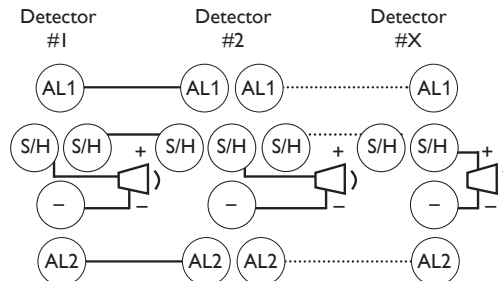 Detector Detector Detector
#1 #2 #X
AL1 AL1 AL1 AL1
S/H S/H S/H S/H S/H S/H S/H
+ + +
– – –
– – –
AL2 AL2 AL2 AL2